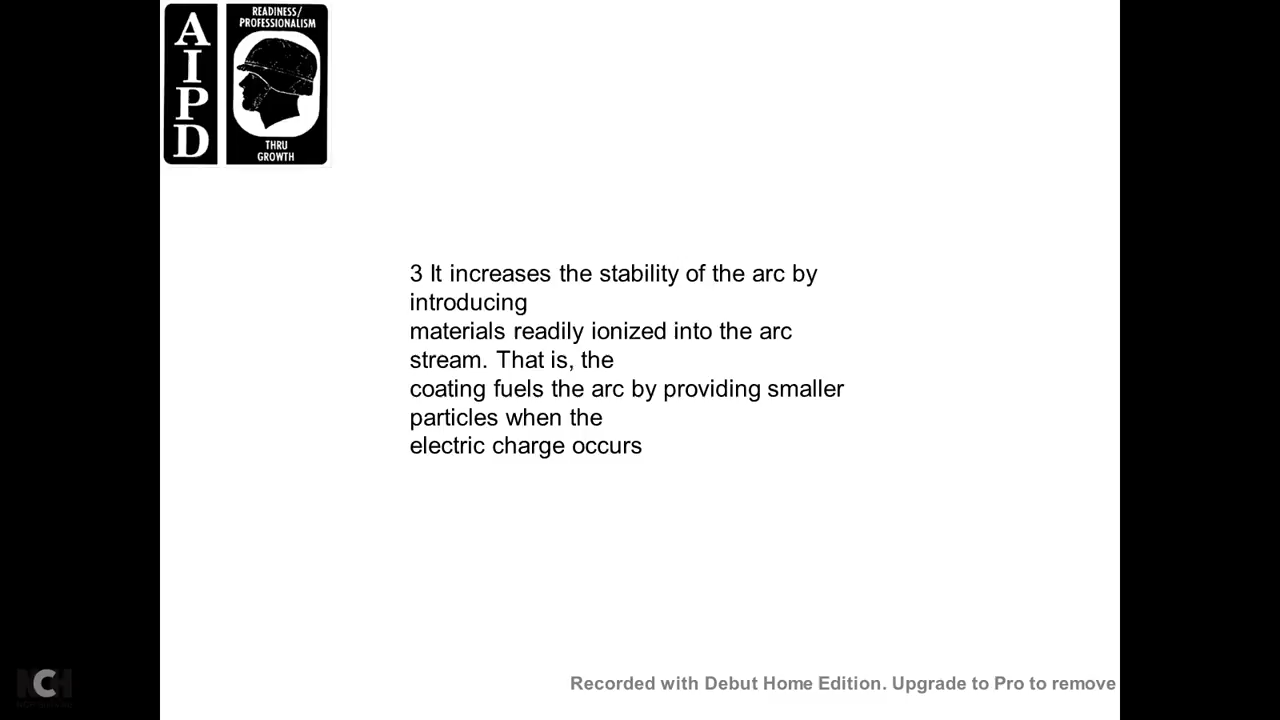 A
I
P
D
READINESS/
PROFESSIONALISM
THRU
GROWTH
3 It increases the stability of the arc by
introducing
materials readily ionized into the arc
stream. That is, the
coating fuels the arc by providing smaller
particles when the
electric charge occurs
NCH
Recorded with Debut Home Edition. Upgrade to Pro to remove